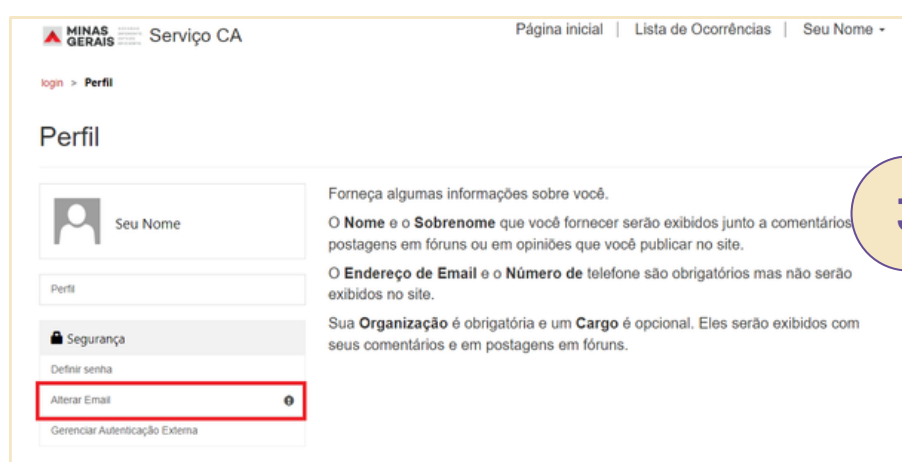 MINAS GERAIS Serviço CA
Página inicial | Lista de Ocorrências | Seu Nome
login > Perfil
Perfil
Seu Nome
Perfil
Segurança
Definir senha
Alterar Email
Gerenciar Autenticação Externa
Forneça algumas informações sobre você.
O Nome e o Sobrenome que você fornecer serão exibidos junto a comentários
postagens em fóruns ou em opiniões que você publicar no site.
O Endereço de Email e o Número de telefone são obrigatórios mas não serão
exibidos no site.
Sua Organização é obrigatória e um Cargo é opcional. Eles serão exibidos com
seus comentários e em postagens em fóruns.